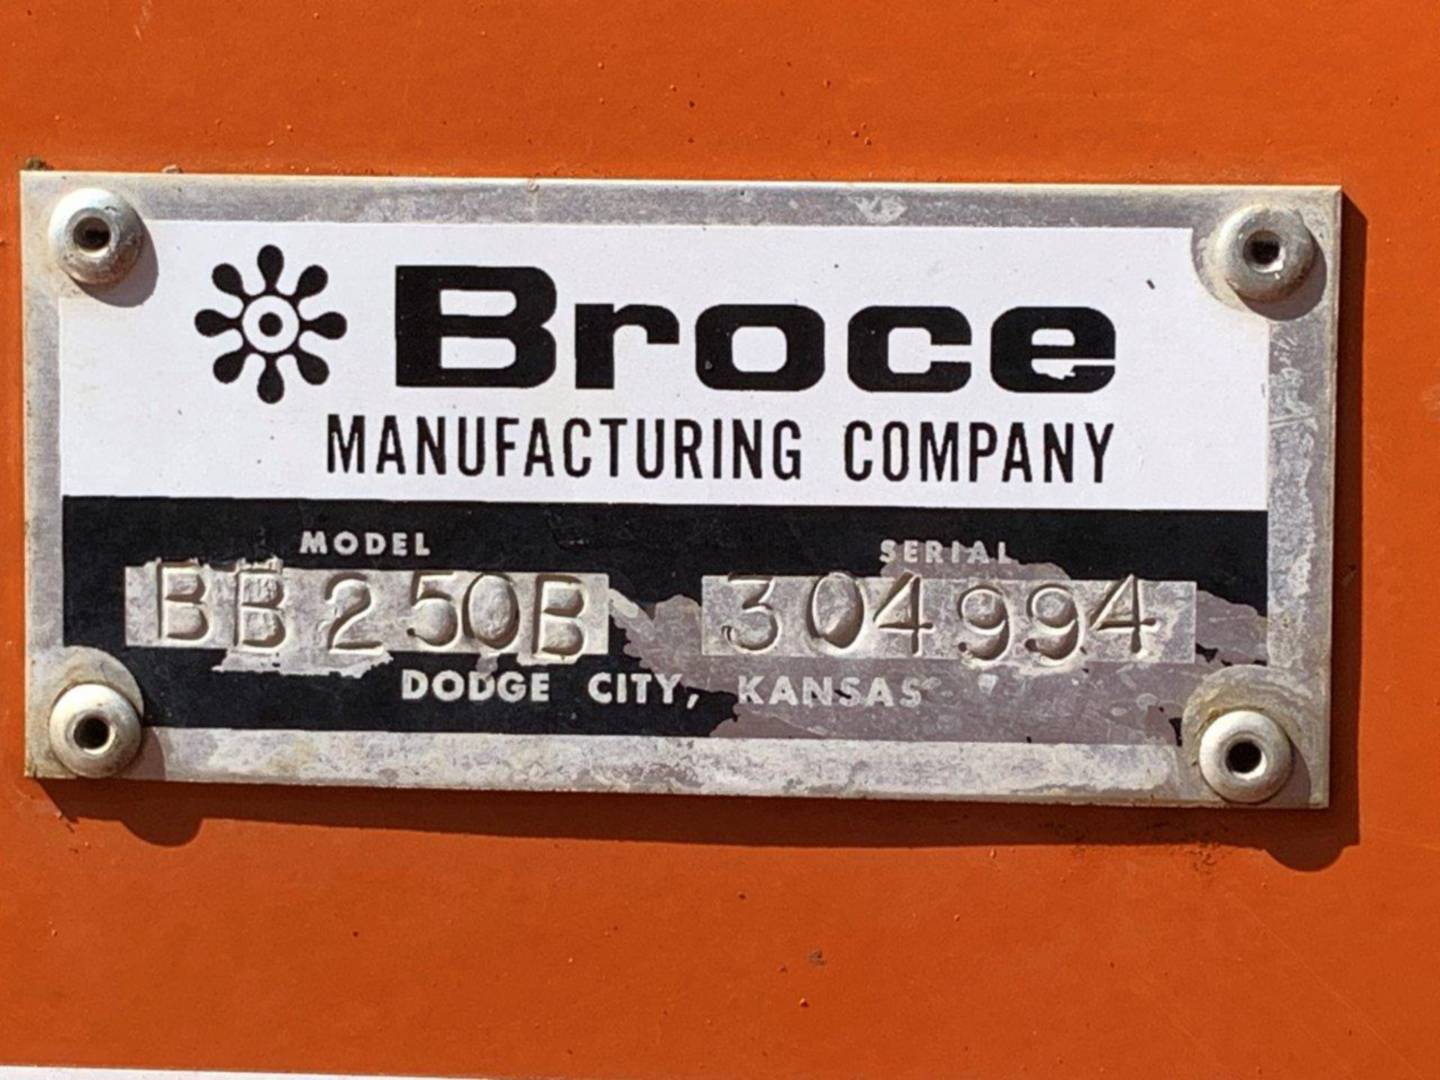 Broce
MANUFACTURING COMPANY
MODEL SERIAL
BB250B 304994
DODGE CITY, KANSAS